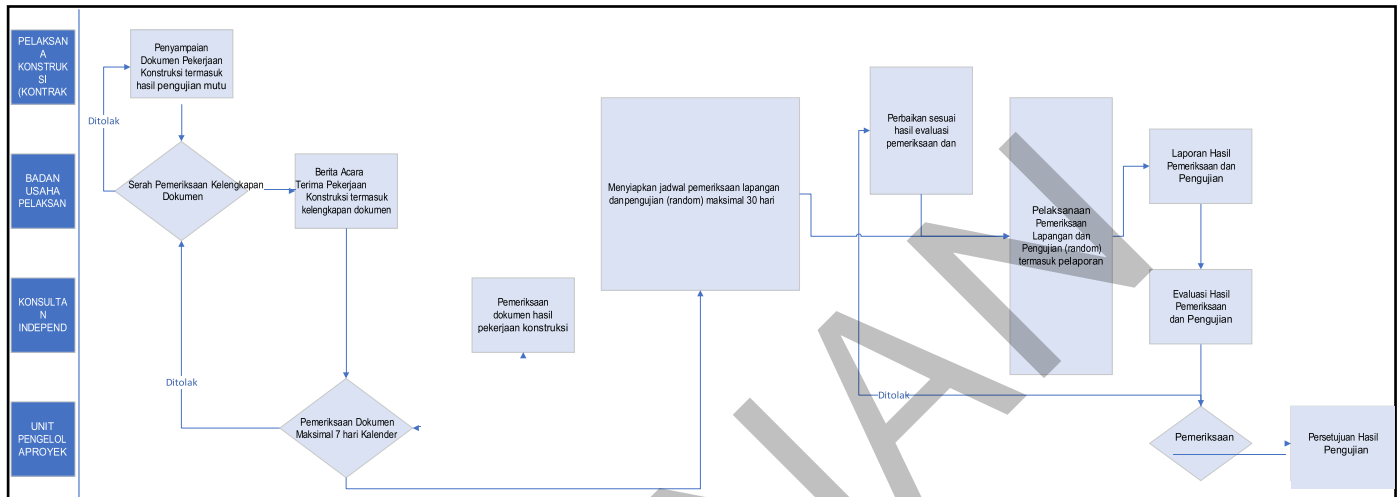 PELAKSAN
A
KONSTRUK
SI
(KONTRAK
BADAN
USAHA
PELAKSAN
KONSULTA
N
INDEPEND
UNIT
PENGELOL
APROYEK
Penyampaian
Dokumen Pekerjaan
Konstruksi termasuk
hasil pengujian mutu
Ditolak
Serah Pemeriksaan Kelengkapan
Dokumen
Berita Acara
Terima Pekerjaan
Konstruksi termasuk
kelengkapan dokumen
Ditolak
Pemeriksaan Dokumen
Maksimal 7 hari Kalender
Pemeriksaan
dokumen hasil
pekerjaan konstruksi
Menyiapkan jadwal pemeriksaan lapangan
danpengujian (random) maksimal 30 hari
Perbaikan sesuai
hasil evaluasi
pemeriksaan dan
Pelaksanaan
Pemeriksaan
Lapangan dan
Pengujian (random)
termasuk pelaporan
Laporan Hasil
Pemeriksaan dan
Pengujian
Evaluasi Hasil
Pemeriksaan
dan Pengujian
Ditolak
Pemeriksaan
Persetujuan Hasil
Pengujian